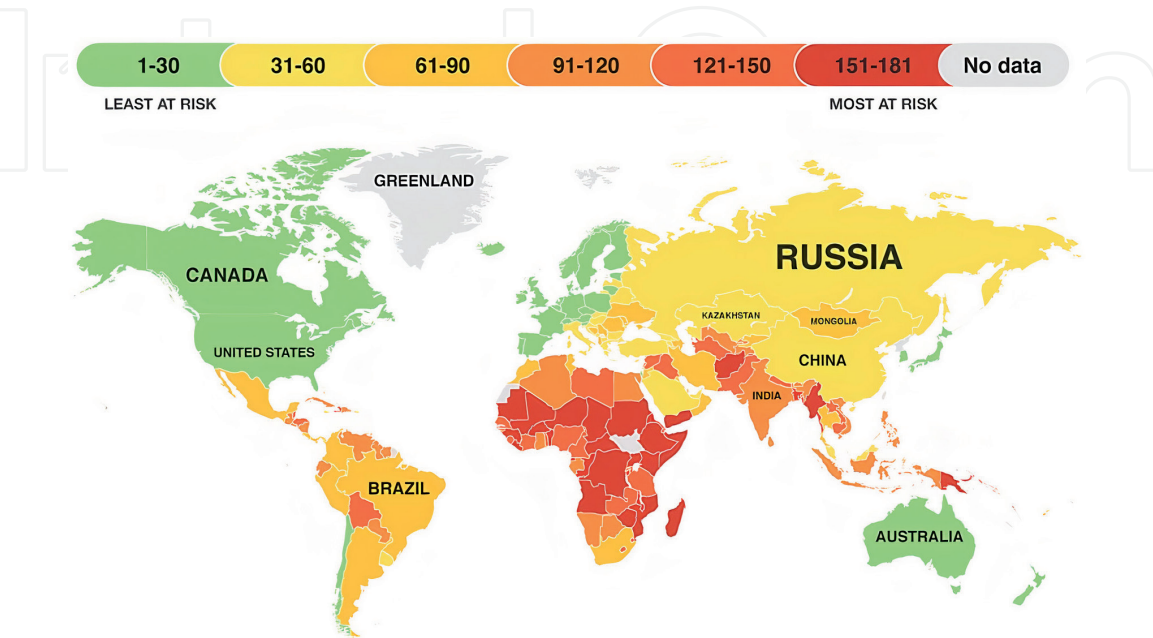 1-30 31-60 61-90 91-120 121-150 151-181 No data
LEAST AT RISK MOST AT RISK
GREENLAND
CANADA
RUSSIA
KAZAKHSTAN
MONGOLIA
UNITED STATES
CHINA
INDIA
BRAZIL
AUSTRALIA